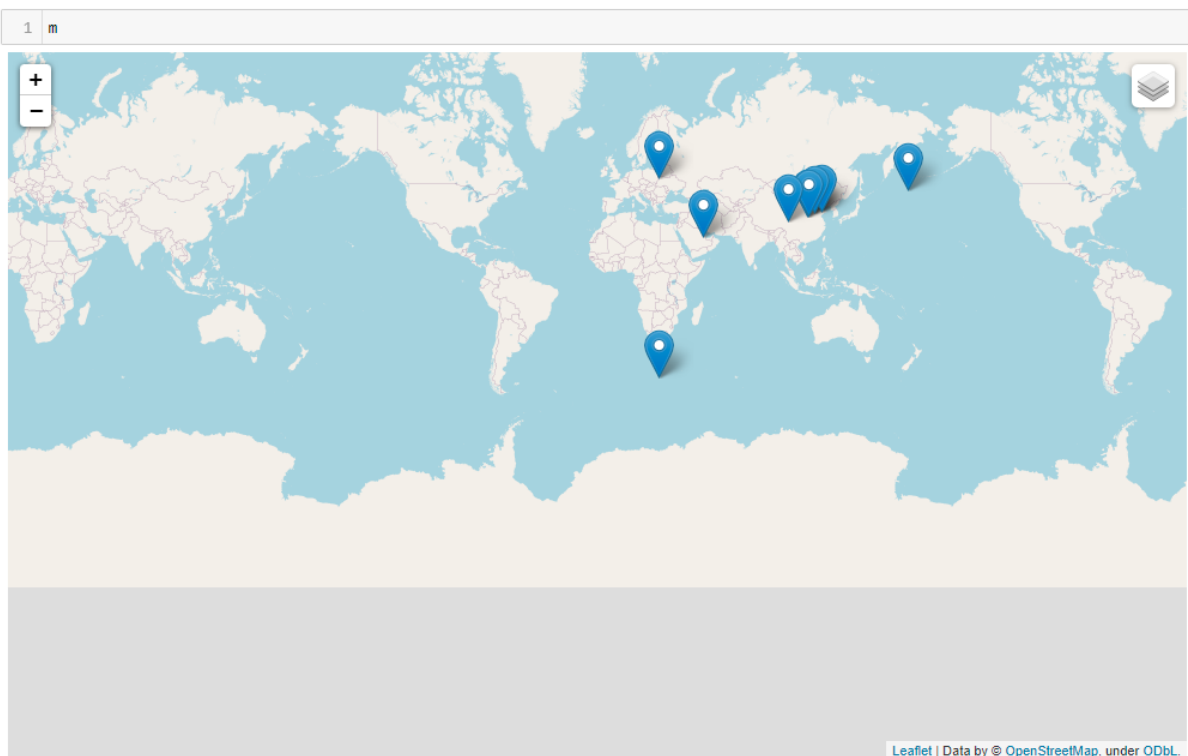 1 m
+
−
Leaflet | Data by © OpenStreetMap, under ODbL.